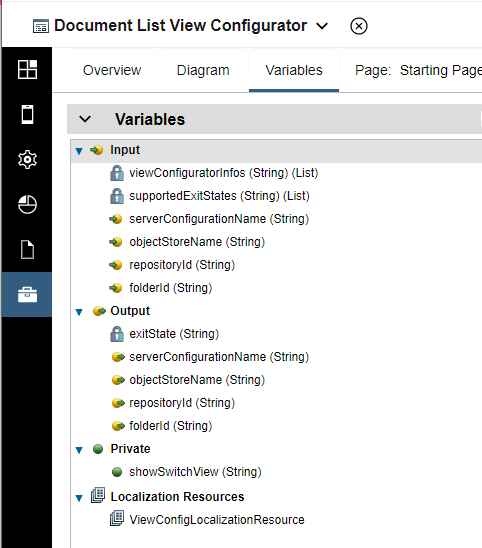 Document List View Configurator
Overview Diagram Variables Page: Starting Page
Variables
Input
viewConfiguratorInfos (String) (List)
supportedExitStates (String) (List)
serverConfigurationName (String)
objectStoreName (String)
repositoryId (String)
folderId (String)
Output
exitState (String)
serverConfigurationName (String)
objectStoreName (String)
repositoryId (String)
folderId (String)
Private
showSwitchView (String)
Localization Resources
ViewConfigLocalizationResource